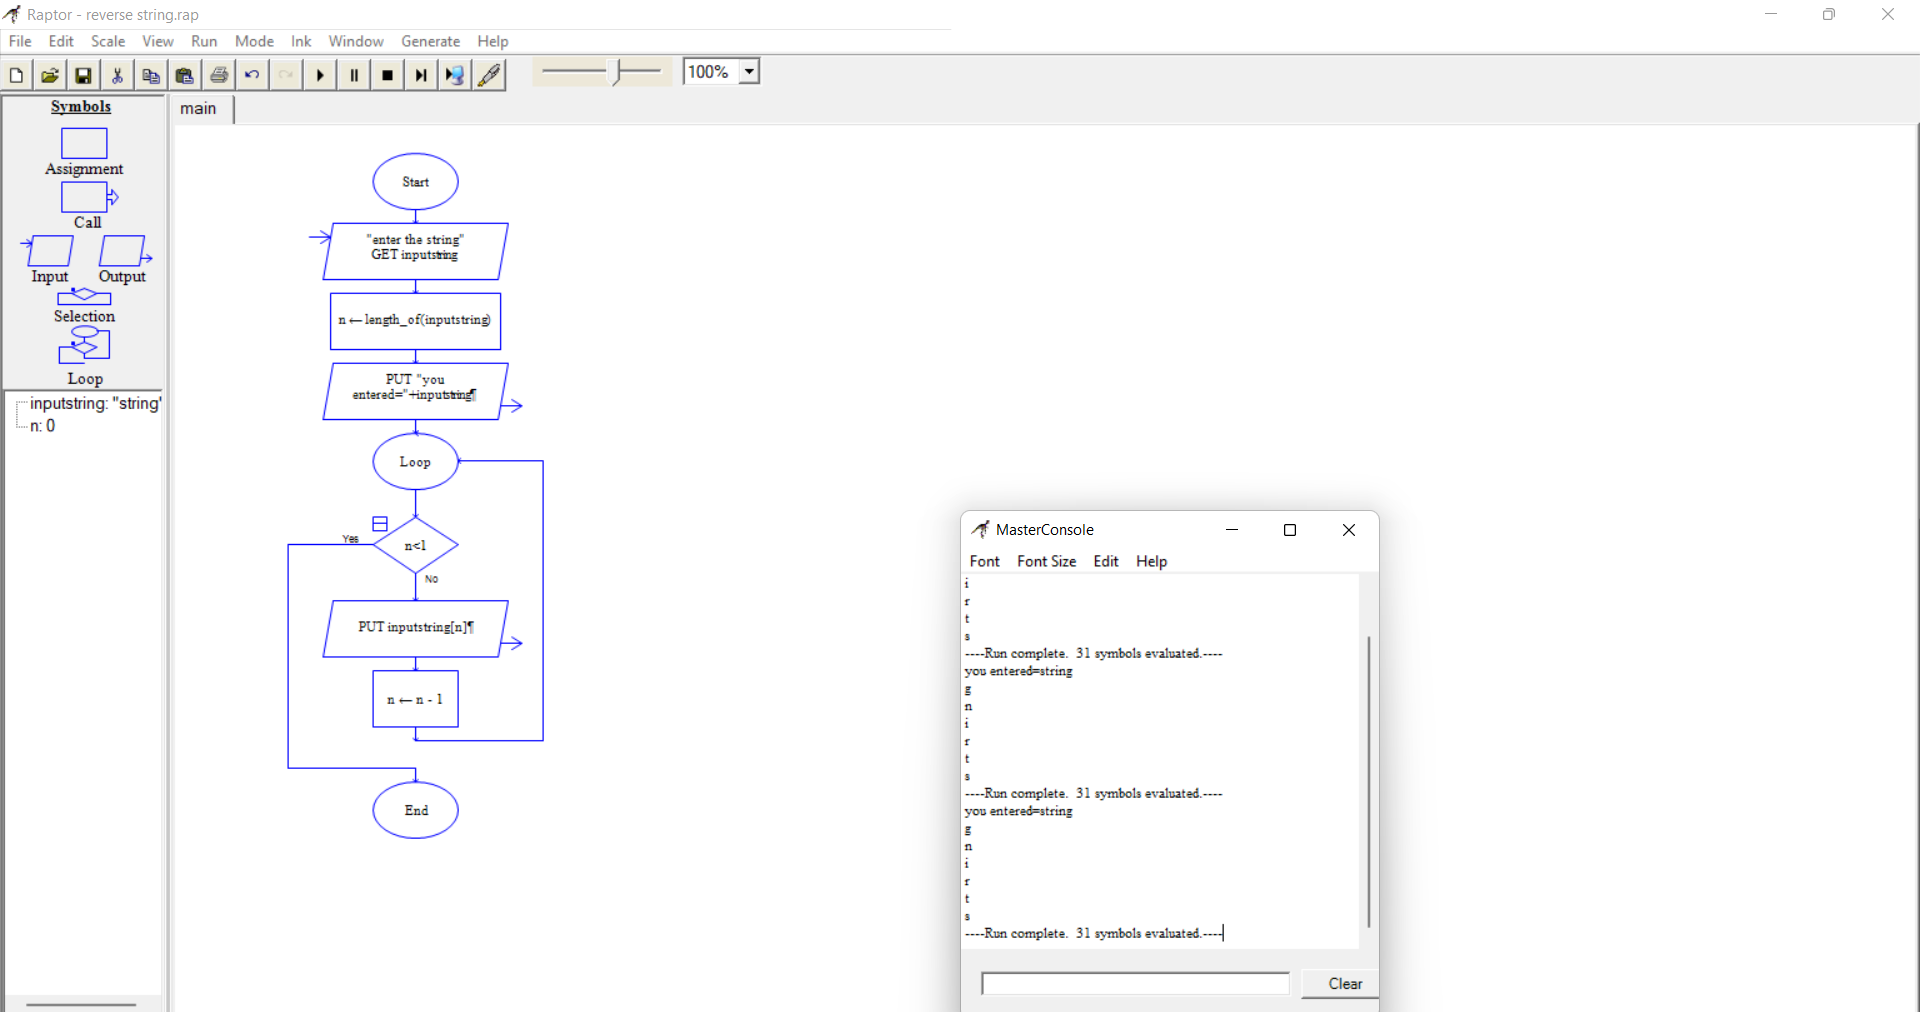 Raptor - reverse string.rap
File Edit Scale View Run Mode Ink Window Generate Help
100%
Symbols
Assignment
Call
Input Output
Selection
Loop
inputstring: "string"
n: 0
main
Start
"enter the string"
GET inputstring
n ← length_of(inputstring)
PUT "you
entered="+inputstring¶
Loop
Yes
n<1
No
PUT inputstring[n]¶
n ← n - 1
End
MasterConsole
Font Font Size Edit Help
i
r
t
s
----Run complete. 31 symbols evaluated.----
you entered=string
g
n
i
r
t
s
----Run complete. 31 symbols evaluated.----
you entered=string
g
n
i
r
t
s
----Run complete. 31 symbols evaluated.----
Clear